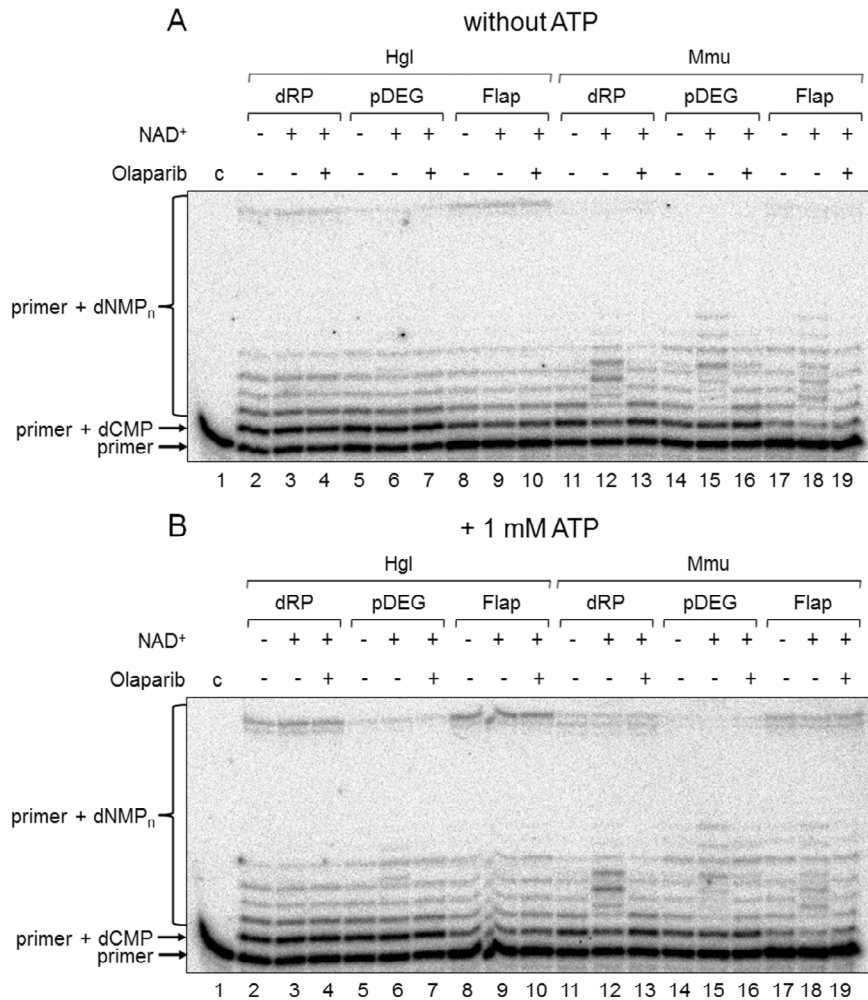 A without ATP
Hgl Mmu
dRP pDEG Flap dRP pDEG Flap
NAD⁺ - + + - + + - + + - + + - + + - + +
Olaparib c - - + - - + - - + - - + - - + - - +
primer + dNMPₙ
primer + dCMP
primer
1 2 3 4 5 6 7 8 9 10 11 12 13 14 15 16 17 18 19
B + 1 mM ATP
Hgl Mmu
dRP pDEG Flap dRP pDEG Flap
NAD⁺ - + + - + + - + + - + + - + + - + +
Olaparib c - - + - - + - - + - - + - - + - - +
primer + dNMPₙ
primer + dCMP
primer
1 2 3 4 5 6 7 8 9 10 11 12 13 14 15 16 17 18 19